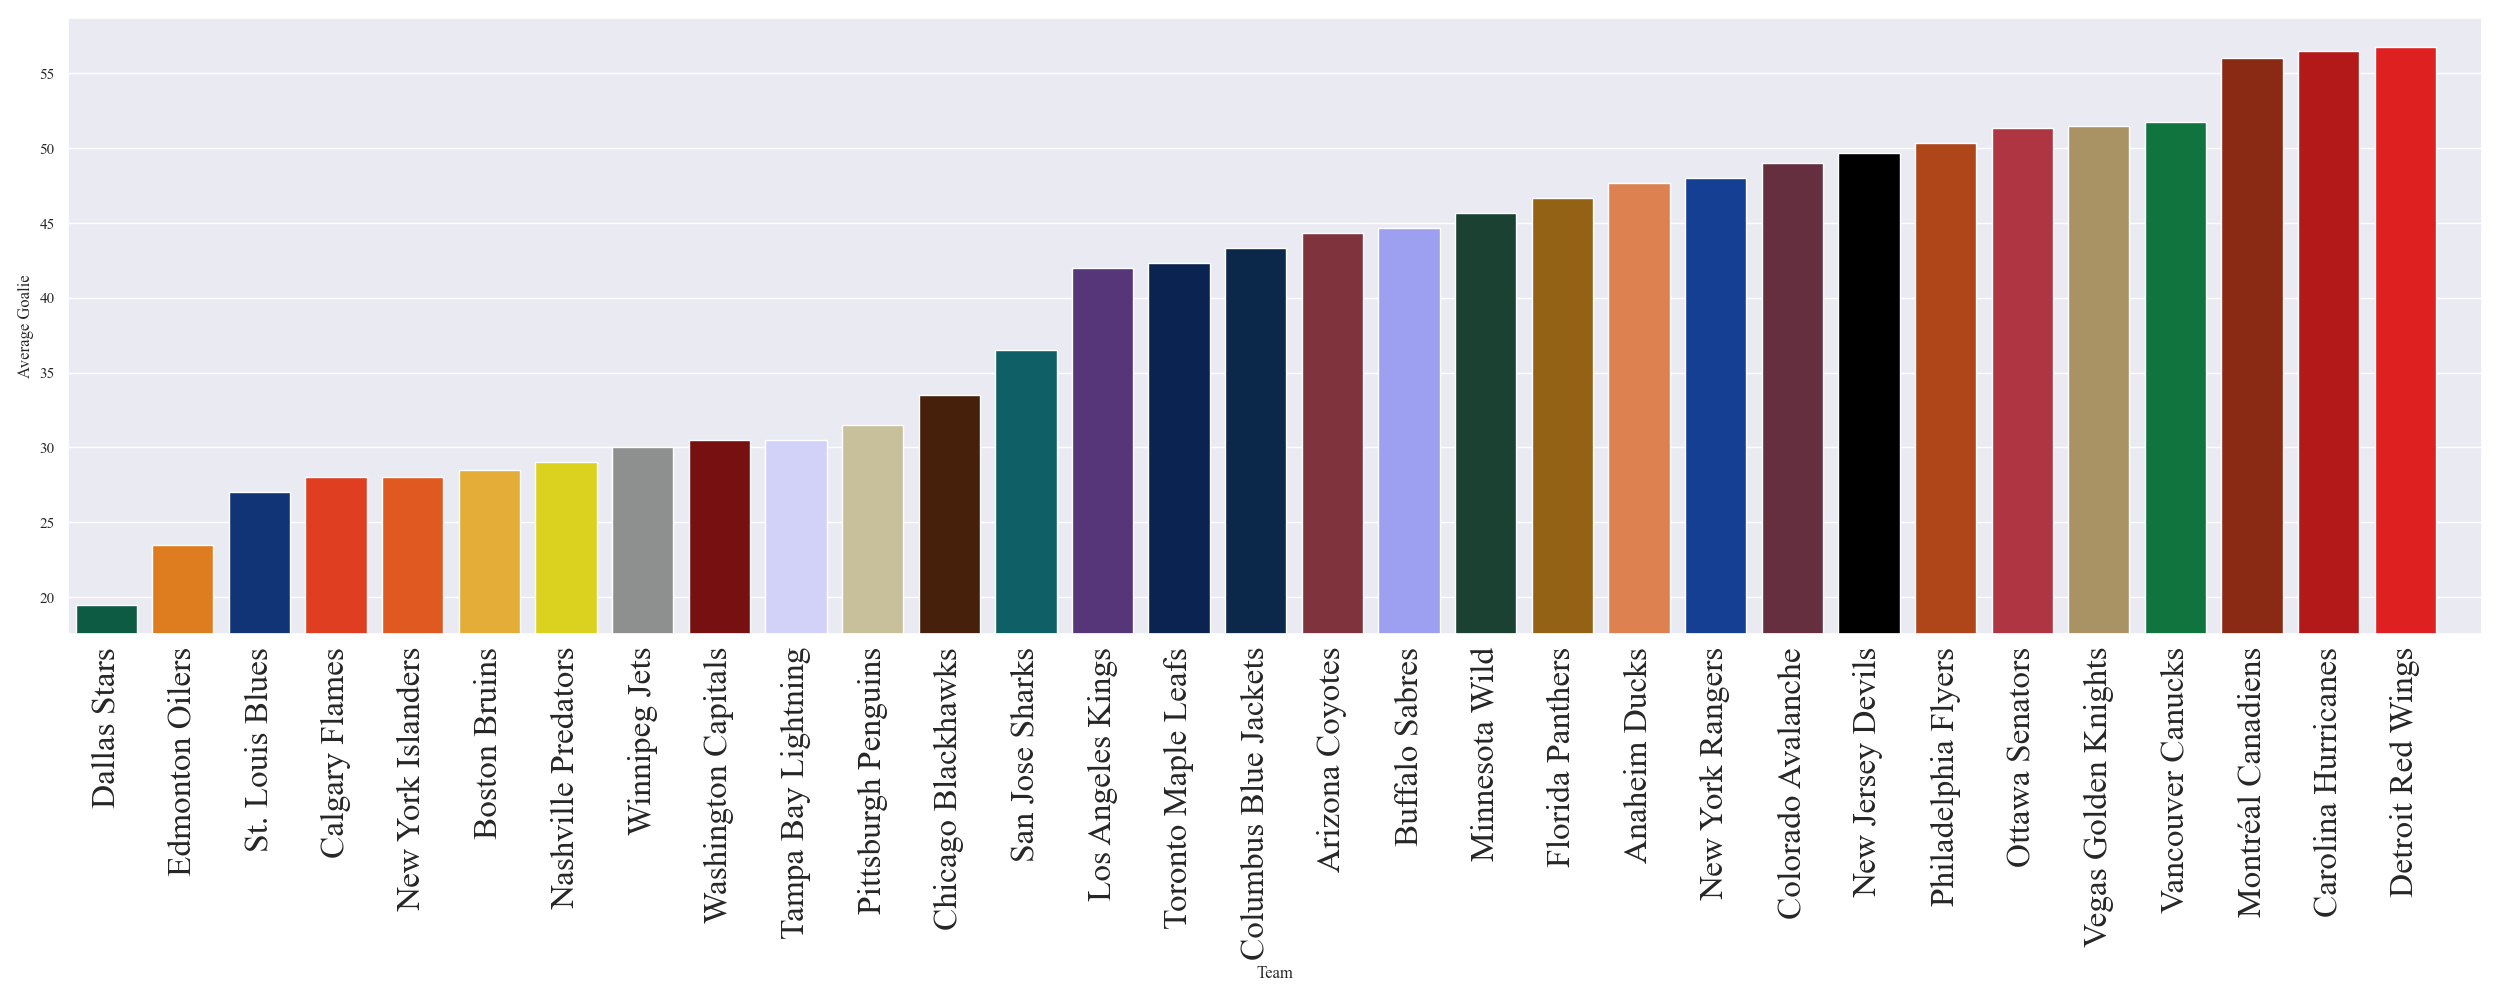 55
50
45
40
35
30
25
20
Average Goalie
Dallas Stars
Edmonton Oilers
St. Louis Blues
Calgary Flames
New York Islanders
Boston Bruins
Nashville Predators
Winnipeg Jets
Washington Capitals
Tampa Bay Lightning
Pittsburgh Penguins
Chicago Blackhawks
San Jose Sharks
Los Angeles Kings
Toronto Maple Leafs
Columbus Blue Jackets
Arizona Coyotes
Buffalo Sabres
Minnesota Wild
Florida Panthers
Anaheim Ducks
New York Rangers
Colorado Avalanche
New Jersey Devils
Philadelphia Flyers
Ottawa Senators
Vegas Golden Knights
Vancouver Canucks
Montréal Canadiens
Carolina Hurricanes
Detroit Red Wings
Team